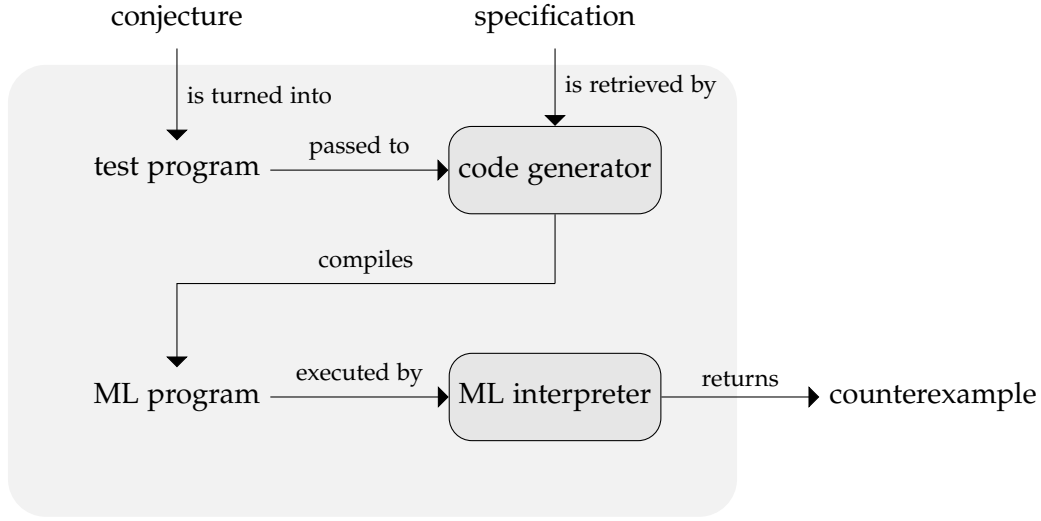 conjecture
specification
is turned into
is retrieved by
test program
passed to
code generator
compiles
ML program
executed by
ML interpreter
returns
counterexample